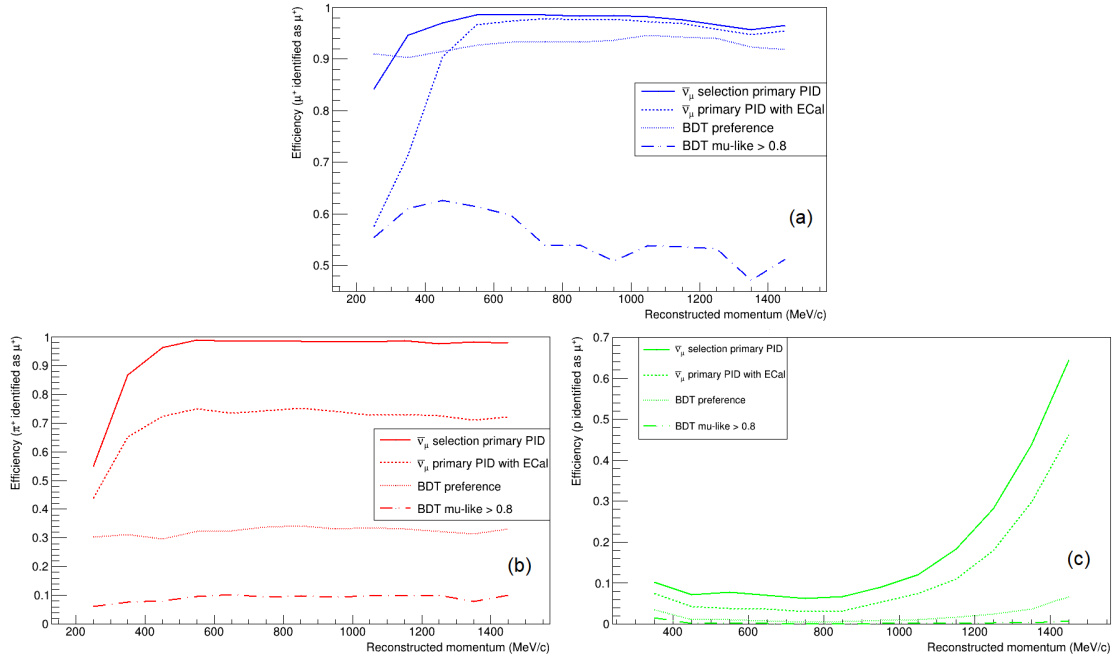 Efficiency (μ⁺ identified as μ⁺)
1
0.9
0.8
0.7
0.6
0.5
ν̅_μ selection primary PID
ν̅_μ primary PID with ECal
BDT preference
BDT mu-like > 0.8
(a)
200 400 600 800 1000 1200 1400
Reconstructed momentum (MeV/c)
Efficiency (π⁺ identified as μ⁺)
1
0.9
0.8
0.7
0.6
0.5
0.4
0.3
0.2
0.1
0
ν̅_μ selection primary PID
ν̅_μ primary PID with ECal
BDT preference
BDT mu-like > 0.8
(b)
200 400 600 800 1000 1200 1400
Reconstructed momentum (MeV/c)
Efficiency (p identified as μ⁺)
0.7
0.6
0.5
0.4
0.3
0.2
0.1
0
ν̅_μ selection primary PID
ν̅_μ primary PID with ECal
BDT preference
BDT mu-like > 0.8
(c)
400 600 800 1000 1200 1400
Reconstructed momentum (MeV/c)